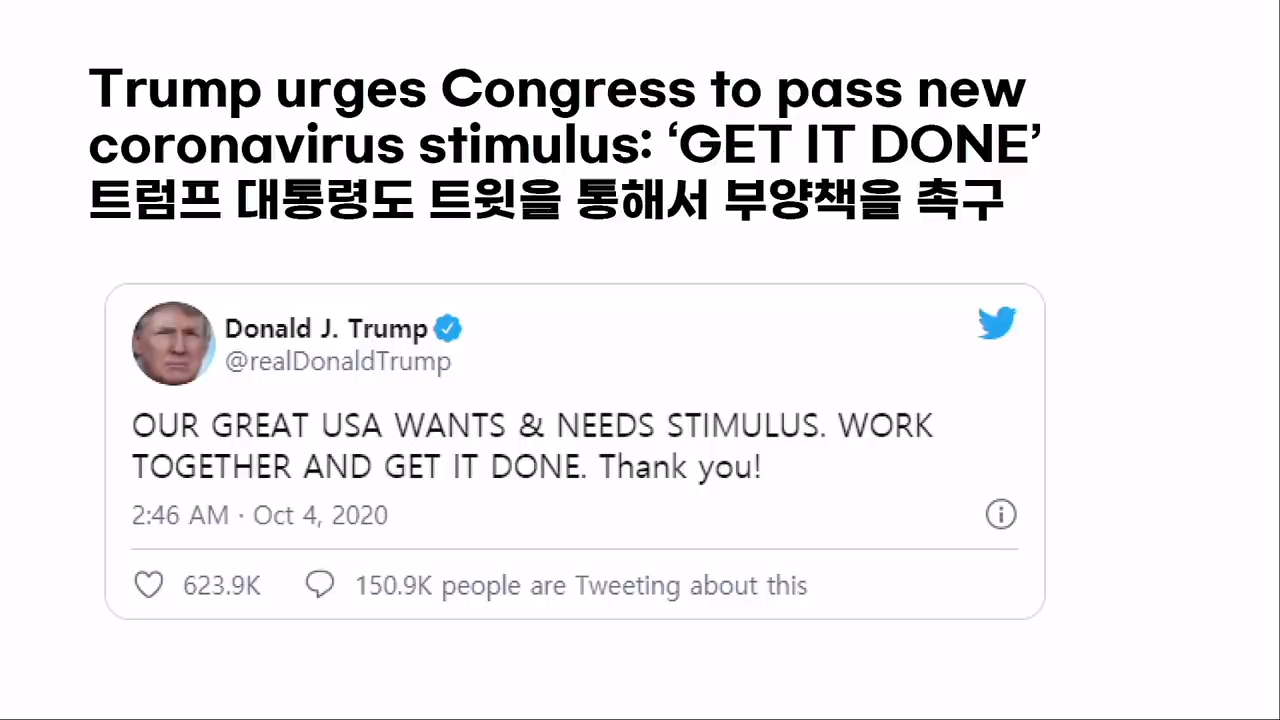 Trump urges Congress to pass new
coronavirus stimulus: ‘GET IT DONE’
트럼프 대통령도 트윗을 통해서 부양책을 촉구
Donald J. Trump
@realDonaldTrump
OUR GREAT USA WANTS & NEEDS STIMULUS. WORK
TOGETHER AND GET IT DONE. Thank you!
2:46 AM · Oct 4, 2020
623.9K 150.9K people are Tweeting about this